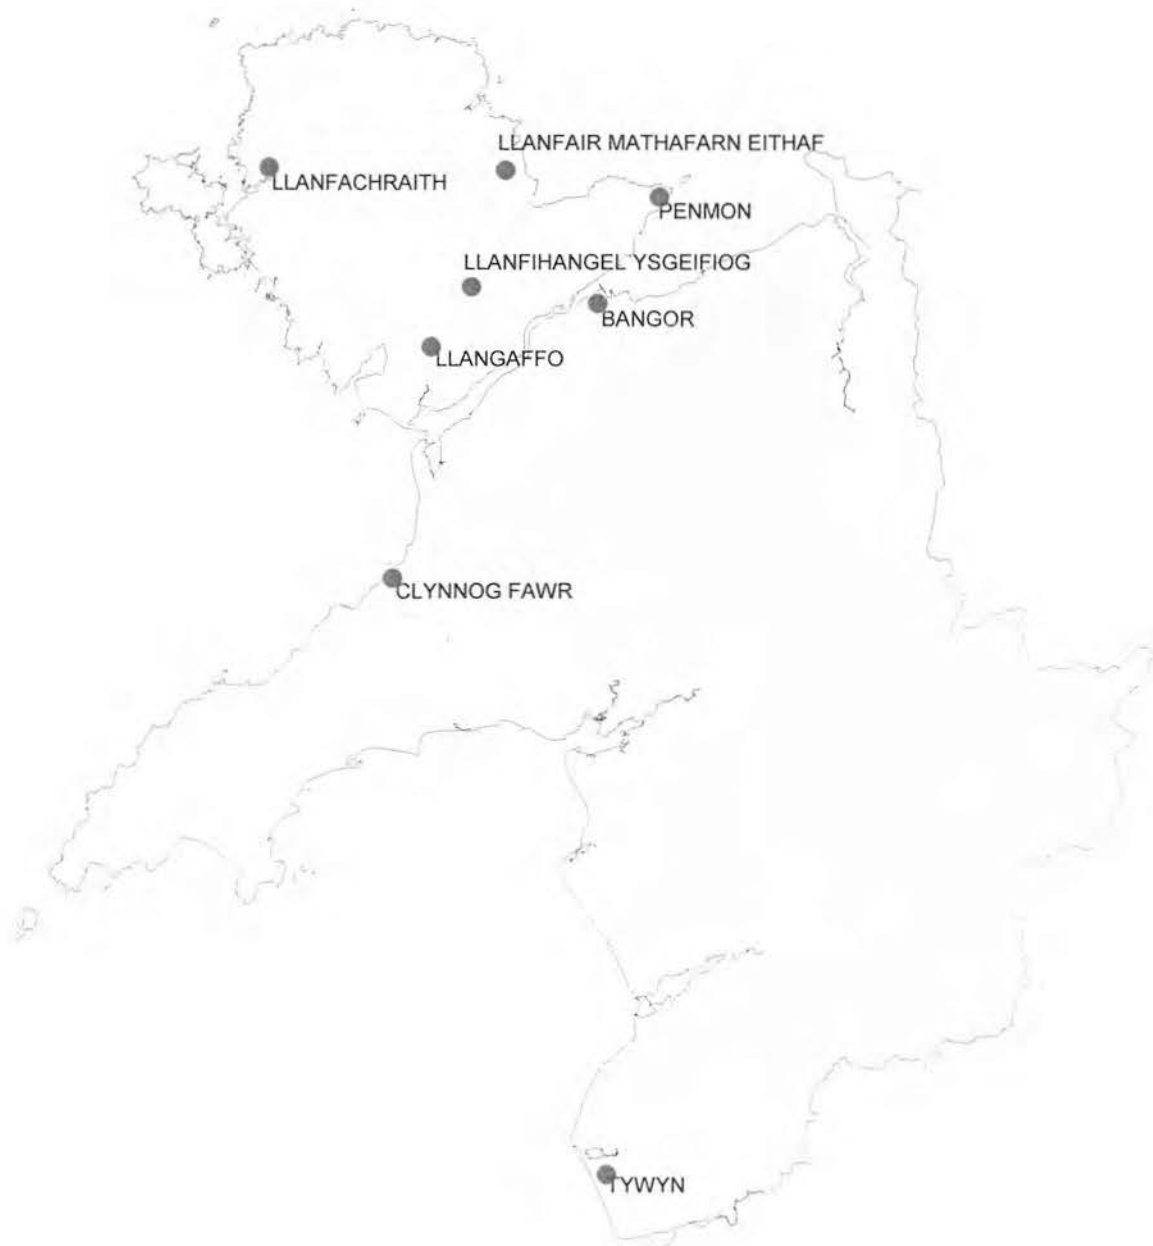 LLANFAIR MATHAFARN EITHAF
LLANFACHRAITH
PENMON
LLANFIHANGEL YSGEIFIOG
BANGOR
LLANGAFFO
CLYNNOG FAWR
TYWYN